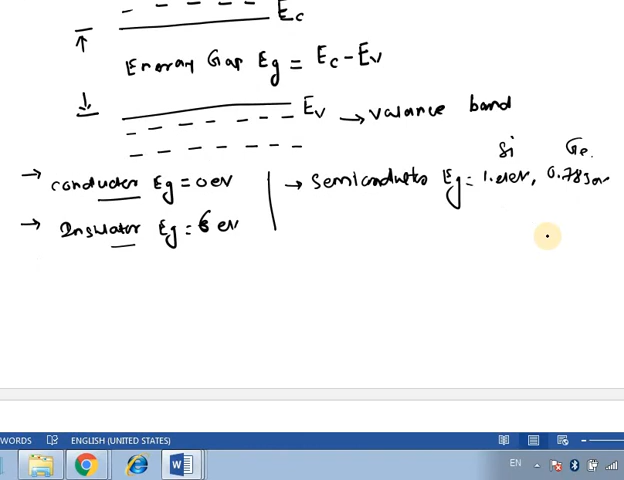 Ec
Energy Gap Eg = Ec - Ev
Ev → valance band
Si Ge.
→ conductor Eg = 0 eV → Semiconductors Eg = 1.1eV, 0.785ev
→ Insulator Eg = 6 eV
WORDS ENGLISH (UNITED STATES)
EN